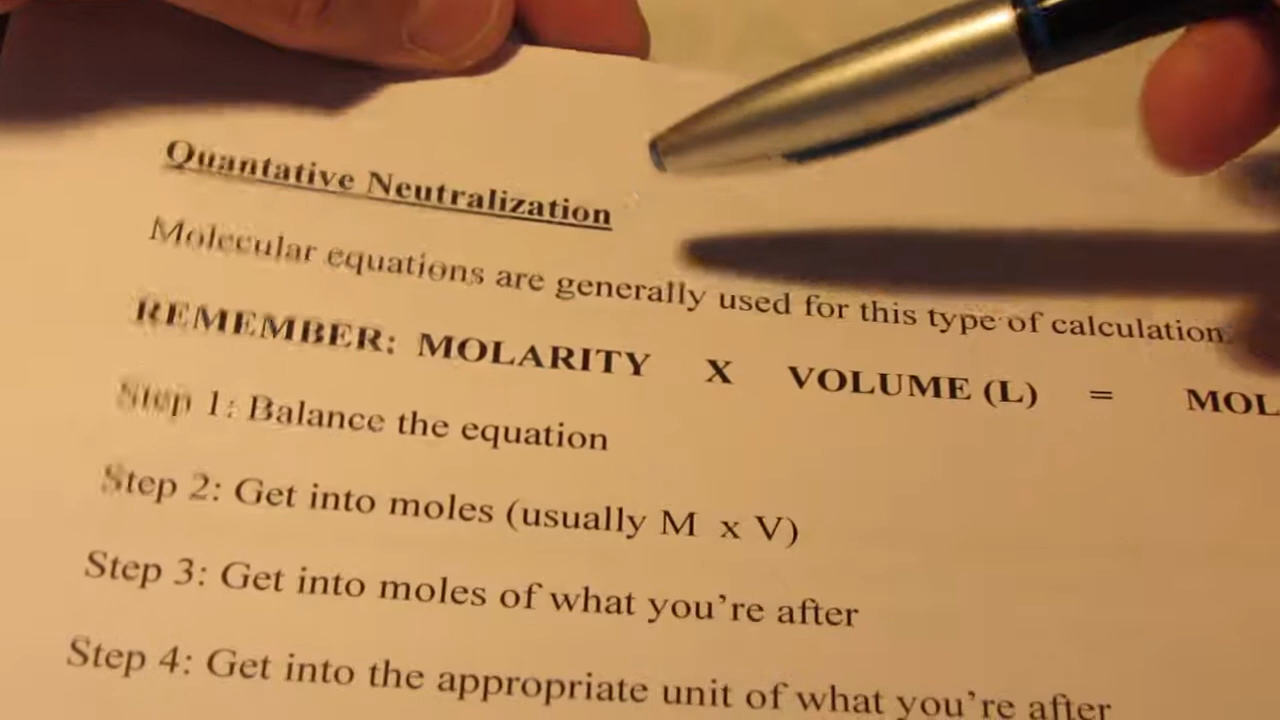 Quantative Neutralization
Molecular equations are generally used for this type of calculation
REMEMBER: MOLARITY X VOLUME (L) = MOL
Step 1: Balance the equation
Step 2: Get into moles (usually M x V)
Step 3: Get into moles of what you're after
Step 4: Get into the appropriate unit of what you're after